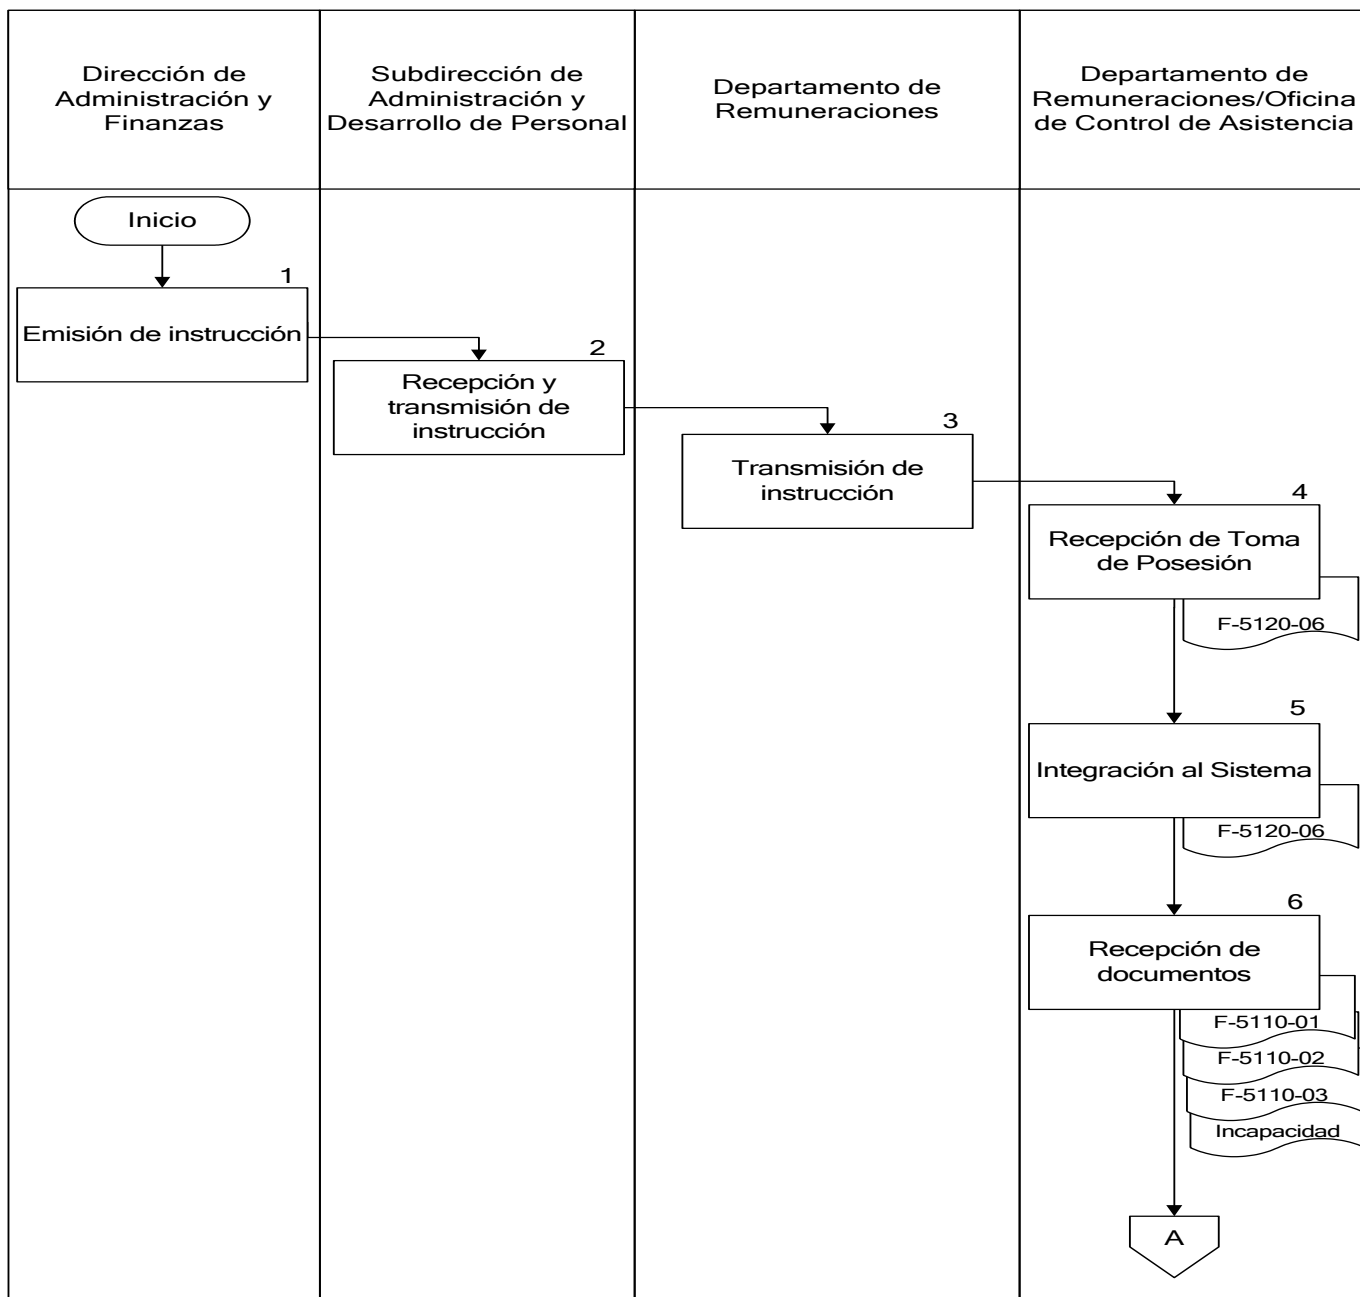 Dirección de
Administración y
Finanzas
Subdirección de
Administración y
Desarrollo de Personal
Departamento de
Remuneraciones
Departamento de
Remuneraciones/Oficina
de Control de Asistencia
Inicio
1
Emisión de instrucción
2
Recepción y
transmisión de
instrucción
3
Transmisión de
instrucción
4
Recepción de Toma
de Posesión
F-5120-06
5
Integración al Sistema
F-5120-06
6
Recepción de
documentos
F-5110-01
F-5110-02
F-5110-03
Incapacidad
A